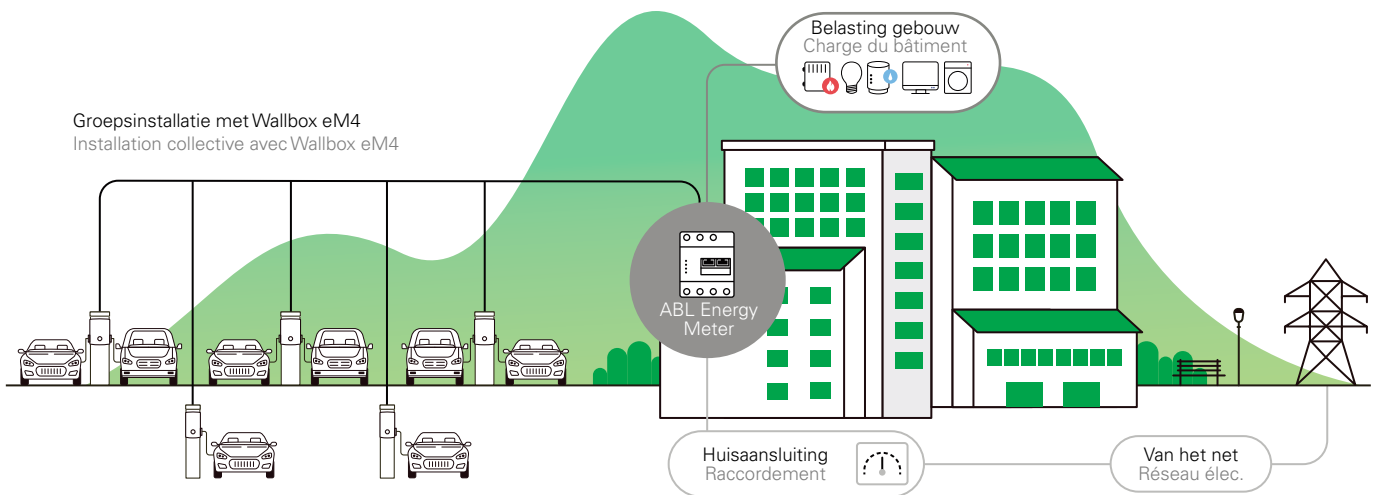 Belasting gebouw
Charge du bâtiment
Groepsinstallatie met Wallbox eM4
Installation collective avec Wallbox eM4
ABL Energy
Meter
Huisaansluiting
Raccordement
Van het net
Réseau élec.